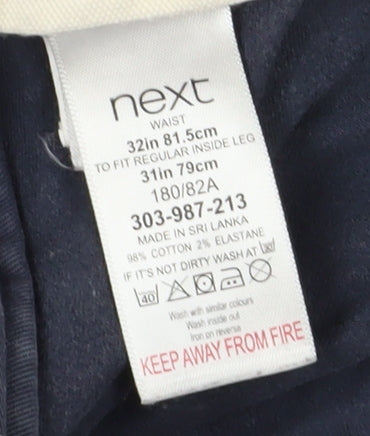 next
WAIST
32in 81.5cm
TO FIT REGULAR INSIDE LEG
31in 79cm
180/82A
303-987-213
MADE IN SRI LANKA
98% COTTON 2% ELASTANE
IF IT'S NOT DIRTY WASH AT
40
Wash with similar colours
Wash inside out
Iron on reverse
KEEP AWAY FROM FIRE